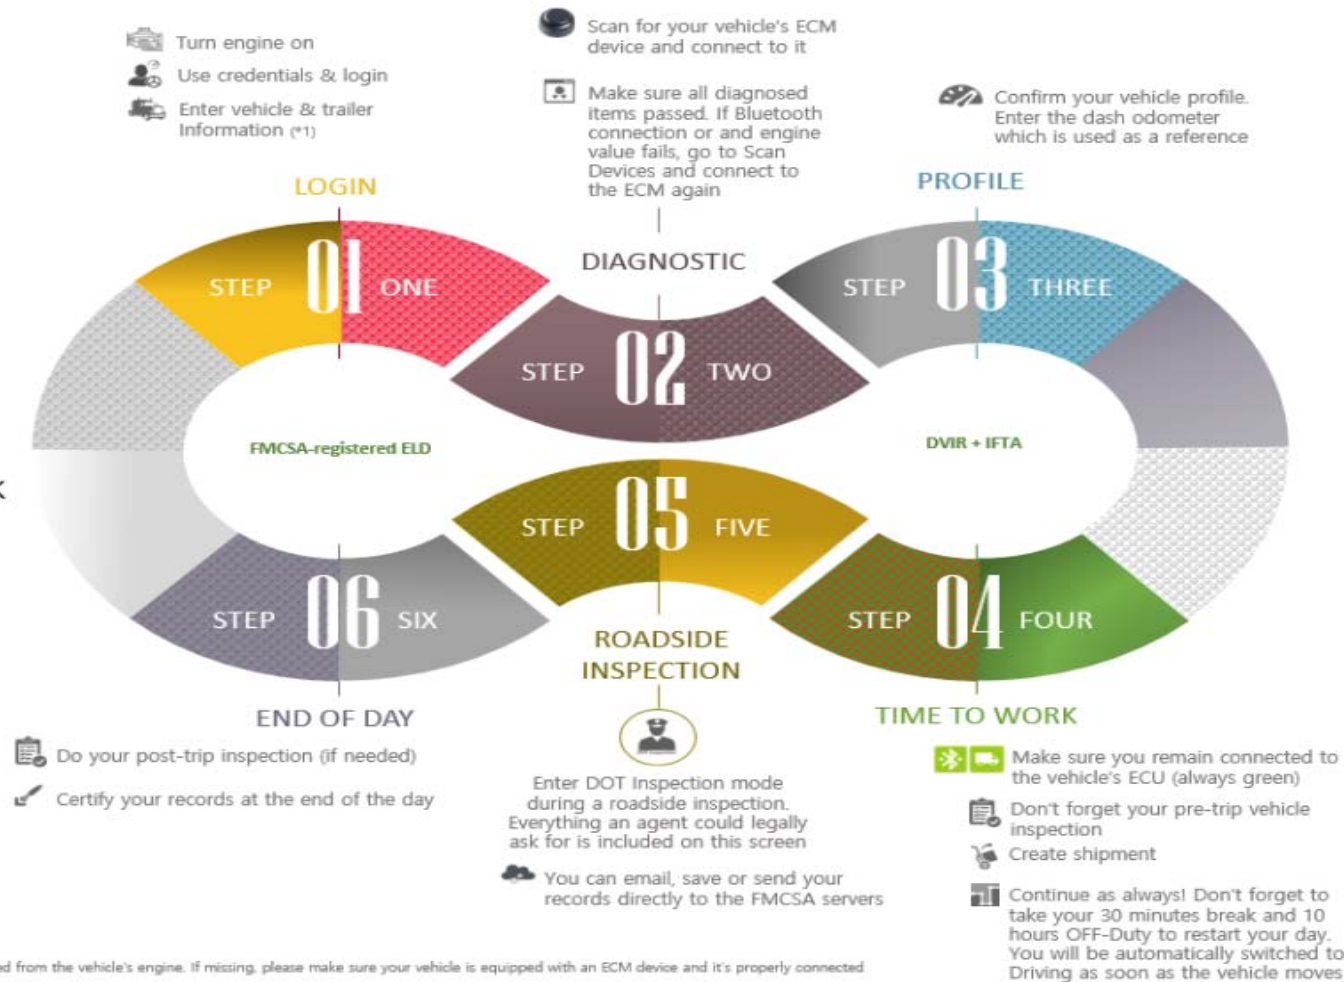 Turn engine on
Use credentials & login
Enter vehicle & trailer
Information (*1)
LOGIN
STEP 01 ONE
Scan for your vehicle's ECM
device and connect to it
Make sure all diagnosed
items passed. If Bluetooth
connection or and engine
value fails, go to Scan
Devices and connect to
the ECM again
DIAGNOSTIC
STEP 02 TWO
Confirm your vehicle profile.
Enter the dash odometer
which is used as a reference
PROFILE
STEP 03 THREE
FMCSA-registered ELD
DVIR + IFTA
K
STEP 04 FOUR
TIME TO WORK
Make sure you remain connected to
the vehicle's ECU (always green)
Don't forget your pre-trip vehicle
inspection
Create shipment
Continue as always! Don't forget to
take your 30 minutes break and 10
hours OFF-Duty to restart your day.
You will be automatically switched to
Driving as soon as the vehicle moves
STEP 05 FIVE
ROADSIDE
INSPECTION
Enter DOT Inspection mode
during a roadside inspection.
Everything an agent could legally
ask for is included on this screen
You can email, save or send your
records directly to the FMCSA servers
STEP 06 SIX
END OF DAY
Do your post-trip inspection (if needed)
Certify your records at the end of the day
ed from the vehicle's engine. If missing, please make sure your vehicle is equipped with an ECM device and it's properly connected